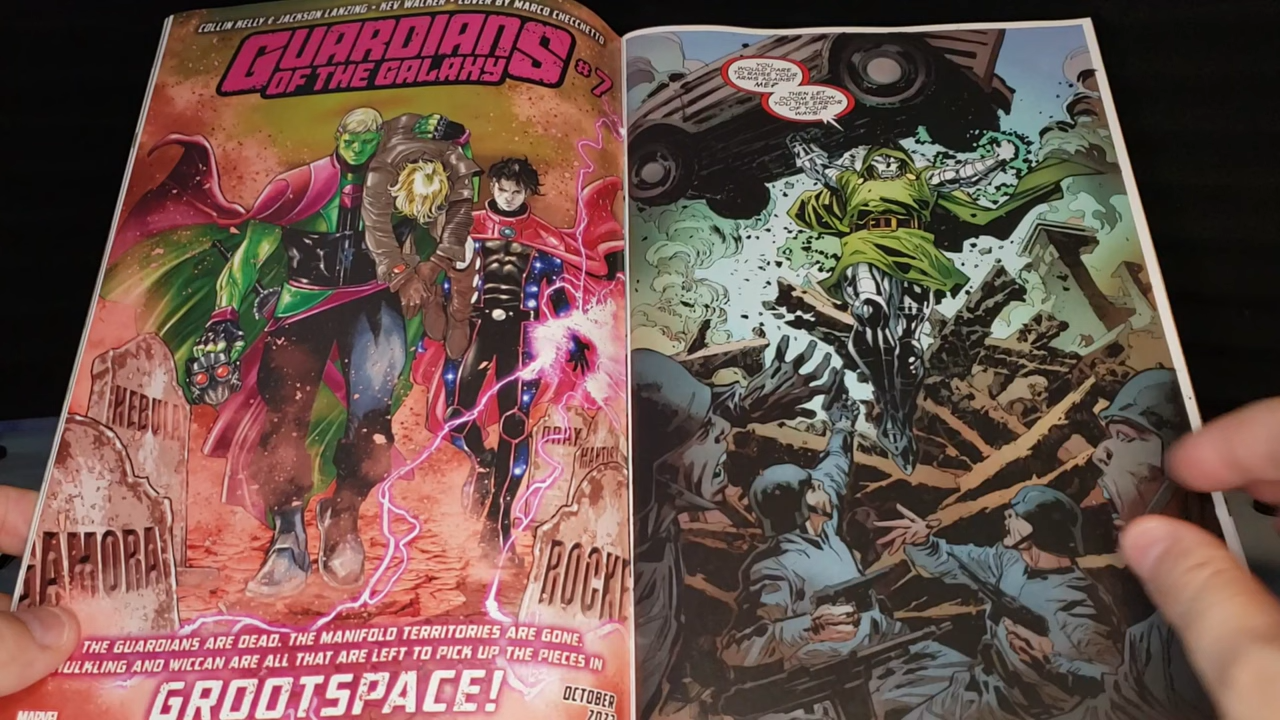 COLLIN KELLY & JACKSON LANZING • KEV WALKER • COVER BY MARCO CHECCHETTO
GUARDIANS
OF THE GALAXY #7
NEBULA
GAMORA
DRAX
MANTIS
ROCKE
THE GUARDIANS ARE DEAD. THE MANIFOLD TERRITORIES ARE GONE.
HULKLING AND WICCAN ARE ALL THAT ARE LEFT TO PICK UP THE PIECES IN
GROOTSPACE!
OCTOBER
MARVEL
YOU
WOULD DARE
TO RAISE YOUR
ARMS AGAINST
ME?
THEN LET
DOOM SHOW
YOU THE ERROR
OF YOUR
WAYS!